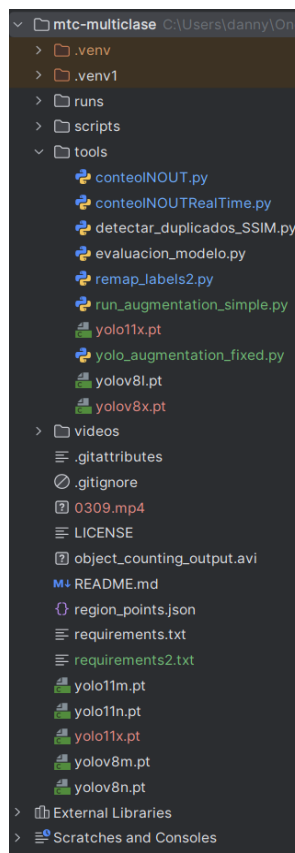 mtc-multiclase C:\Users\danny\On
.venv
.venv1
runs
scripts
tools
conteoINOUT.py
conteoINOUTRealTime.py
detectar_duplicados_SSIM.py
evaluacion_modelo.py
remap_labels2.py
run_augmentation_simple.py
yolo11x.pt
yolo_augmentation_fixed.py
yolov8l.pt
yolov8x.pt
videos
.gitattributes
.gitignore
0309.mp4
LICENSE
object_counting_output.avi
M↓ README.md
region_points.json
requirements.txt
requirements2.txt
yolo11m.pt
yolo11n.pt
yolo11x.pt
yolov8m.pt
yolov8n.pt
External Libraries
Scratches and Consoles